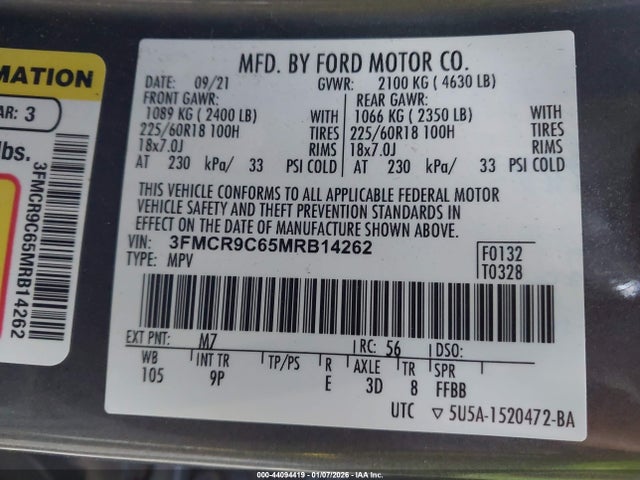 MATION
AR: 3
lbs.
3FMCR9C65MRB14262
MFD. BY FORD MOTOR CO.
DATE: 09/21 GVWR: 2100 KG ( 4630 LB)
FRONT GAWR: REAR GAWR:
1089 KG ( 2400 LB) WITH 1066 KG ( 2350 LB) WITH
225/60R18 100H TIRES 225/60R18 100H TIRES
18x7.0J RIMS 18x7.0J RIMS
AT 230 kPa/ 33 PSI COLD AT 230 kPa/ 33 PSI COLD
THIS VEHICLE CONFORMS TO ALL APPLICABLE FEDERAL MOTOR
VEHICLE SAFETY AND THEFT PREVENTION STANDARDS IN
EFFECT ON THE DATE OF MANUFACTURE SHOWN ABOVE.
VIN: 3FMCR9C65MRB14262
TYPE: MPV
F0132
T0328
EXT PNT: M7 RC: 56 DSO:
WB INT TR TP/PS R AXLE TR SPR
105 9P E 3D 8 FFBB
UTC ▽ 5U5A-1520472-BA
000-44094419 - 01/07/2026 - IAA Inc.